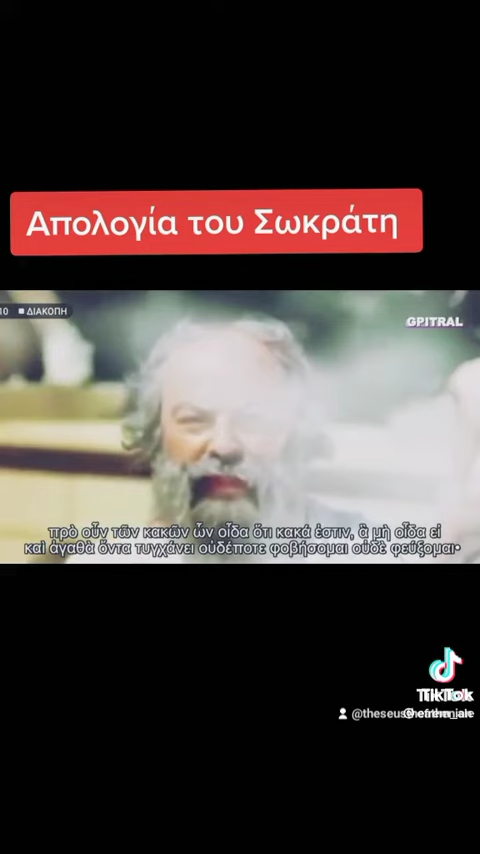 Απολογία του Σωκράτη
10 ■ ΔΙΑΚΟΠΗ
GPITRAL
πρὸ οὖν τῶν κακῶν ὧν οἶδα ὅτι κακά ἐστιν, ἃ μὴ οἶδα εἰ
καὶ ἀγαθὰ ὄντα τυγχάνει οὐδέποτε φοβήσομαι οὐδὲ φεύξομαι·
TikTok